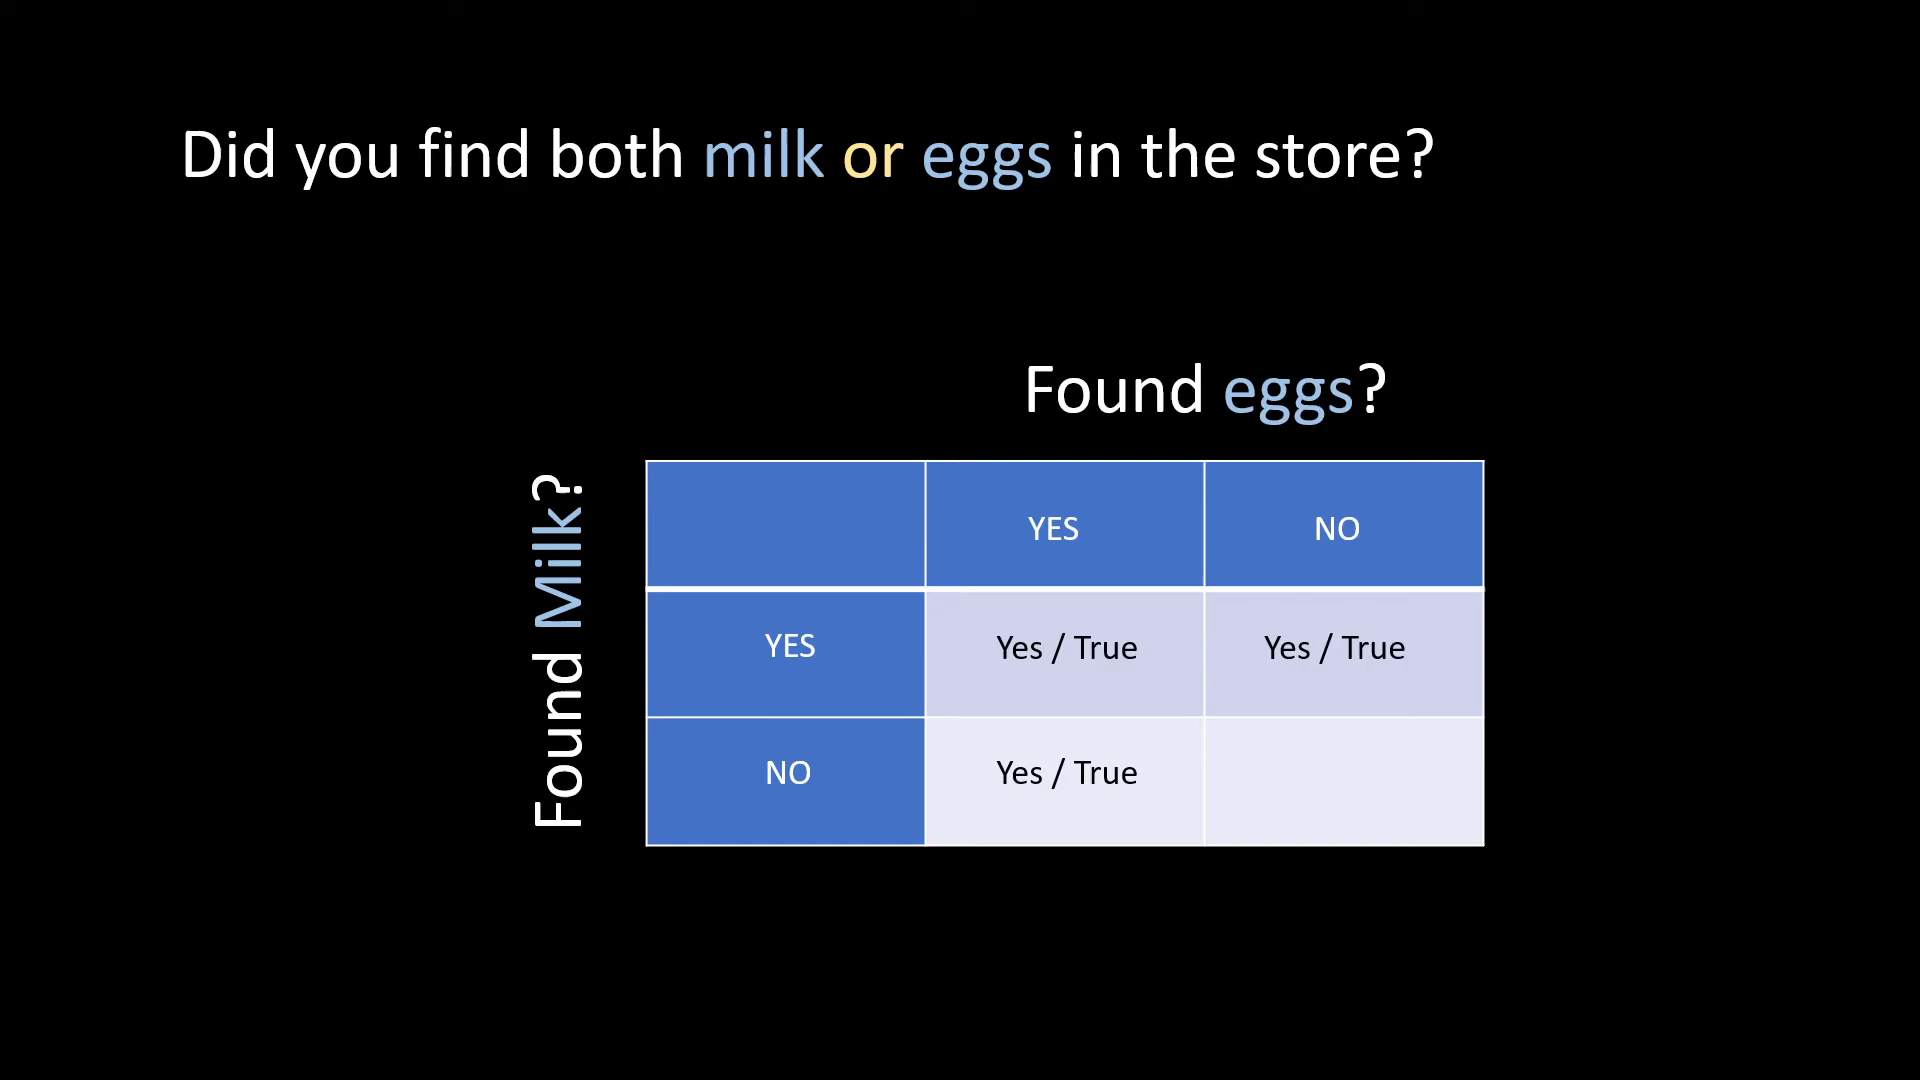 Did you find both milk or eggs in the store?
Found eggs?
Found Milk?
YES NO
YES Yes / True Yes / True
NO Yes / True